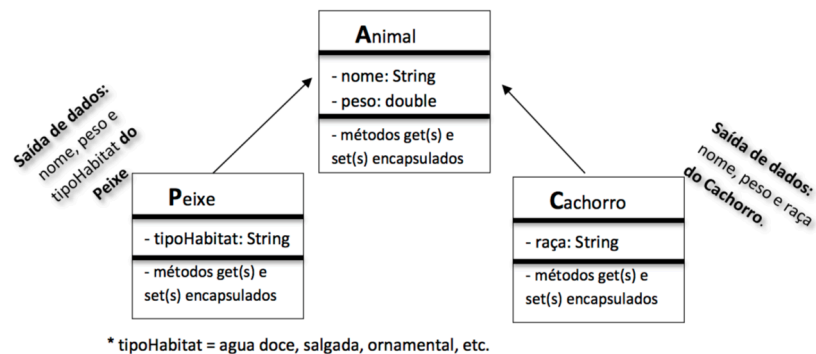 Animal
- nome: String
- peso: double
- métodos get(s) e
set(s) encapsulados
Saída de dados:
nome, peso e
tipoHabitat do
Peixe
Saída de dados:
nome, peso e raça
do Cachorro.
Peixe
- tipoHabitat: String
- métodos get(s) e
set(s) encapsulados
Cachorro
- raça: String
- métodos get(s) e
set(s) encapsulados
* tipoHabitat = agua doce, salgada, ornamental, etc.